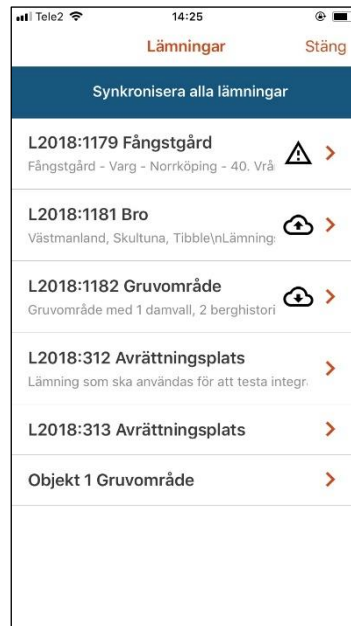 Tele2 14:25
Lämningar Stäng
Synkronisera alla lämningar
L2018:1179 Fångstgård
Fångstgård - Varg - Norrköping - 40. Vrå
L2018:1181 Bro
Västmanland, Skultuna, Tibble\nLämning:
L2018:1182 Gruvområde
Gruvområde med 1 damvall, 2 berghistori
L2018:312 Avrättningsplats
Lämning som ska användas för att testa integr.
L2018:313 Avrättningsplats
Objekt 1 Gruvområde